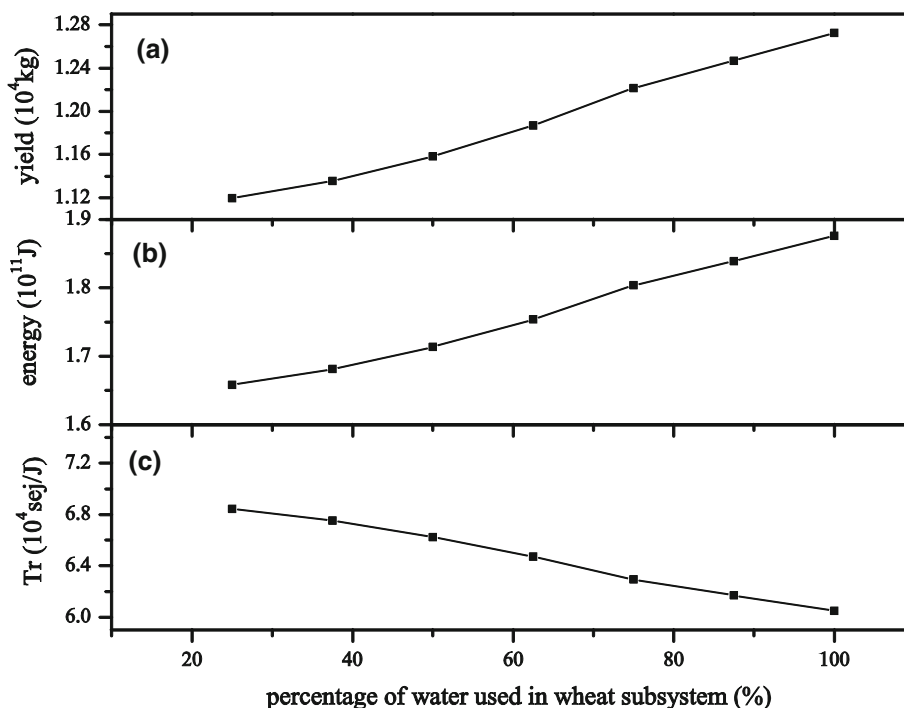 (a)
yield (10⁴kg)
1.28
1.24
1.20
1.16
1.12
(b)
energy (10¹¹J)
1.9
1.8
1.7
1.6
(c)
Tr (10⁴sej/J)
7.2
6.8
6.4
6.0
20 40 60 80 100
percentage of water used in wheat subsystem (%)